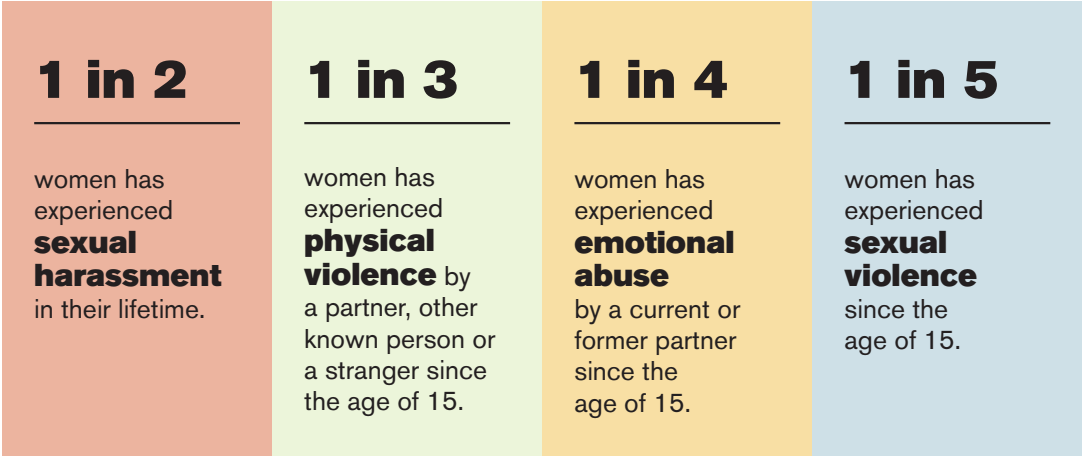 1 in 2
women has
experienced
sexual
harassment
in their lifetime.
1 in 3
women has
experienced
physical
violence by
a partner, other
known person or
a stranger since
the age of 15.
1 in 4
women has
experienced
emotional
abuse
by a current or
former partner
since the
age of 15.
1 in 5
women has
experienced
sexual
violence
since the
age of 15.